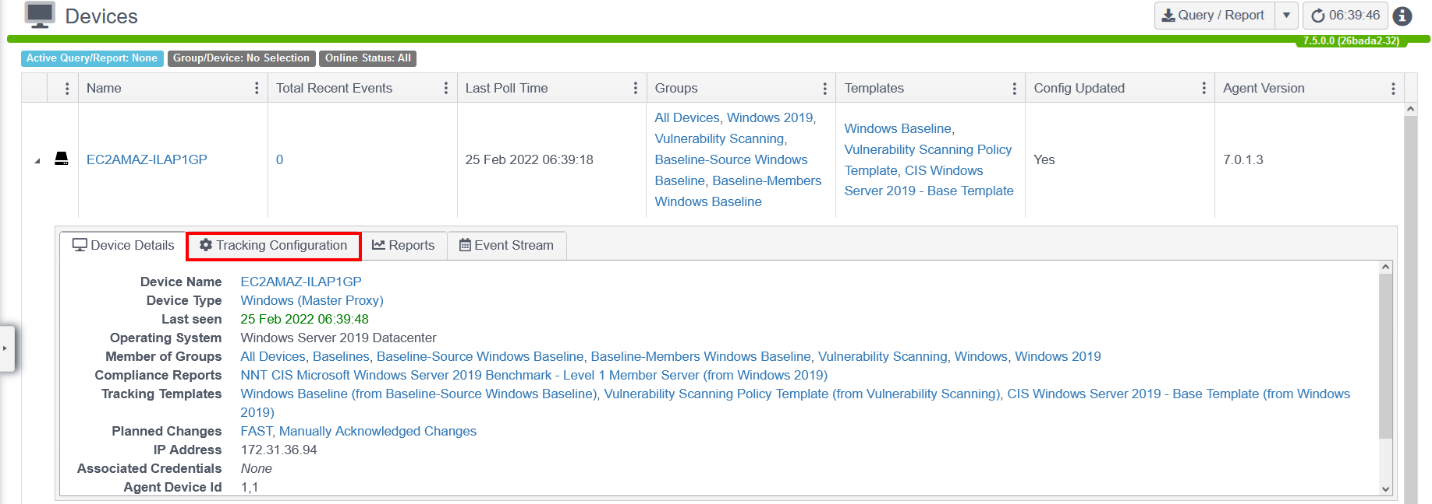 Devices
Query / Report
06:39:46
7.5.0.0 (26bada2-32)
Active Query/Report: None
Group/Device: No Selection
Online Status: All
Name
Total Recent Events
Last Poll Time
Groups
Templates
Config Updated
Agent Version
EC2AMAZ-ILAP1GP
0
25 Feb 2022 06:39:18
All Devices, Windows 2019,
Vulnerability Scanning,
Baseline-Source Windows
Baseline, Baseline-Members
Windows Baseline
Windows Baseline,
Vulnerability Scanning Policy
Template, CIS Windows
Server 2019 - Base Template
Yes
7.0.1.3
Device Details
Tracking Configuration
Reports
Event Stream
Device Name EC2AMAZ-ILAP1GP
Device Type Windows (Master Proxy)
Last seen 25 Feb 2022 06:39:48
Operating System Windows Server 2019 Datacenter
Member of Groups All Devices, Baselines, Baseline-Source Windows Baseline, Baseline-Members Windows Baseline, Vulnerability Scanning, Windows, Windows 2019
Compliance Reports NNT CIS Microsoft Windows Server 2019 Benchmark - Level 1 Member Server (from Windows 2019)
Tracking Templates Windows Baseline (from Baseline-Source Windows Baseline), Vulnerability Scanning Policy Template (from Vulnerability Scanning), CIS Windows Server 2019 - Base Template (from Windows
2019)
Planned Changes FAST, Manually Acknowledged Changes
IP Address 172.31.36.94
Associated Credentials None
Agent Device Id 1,1